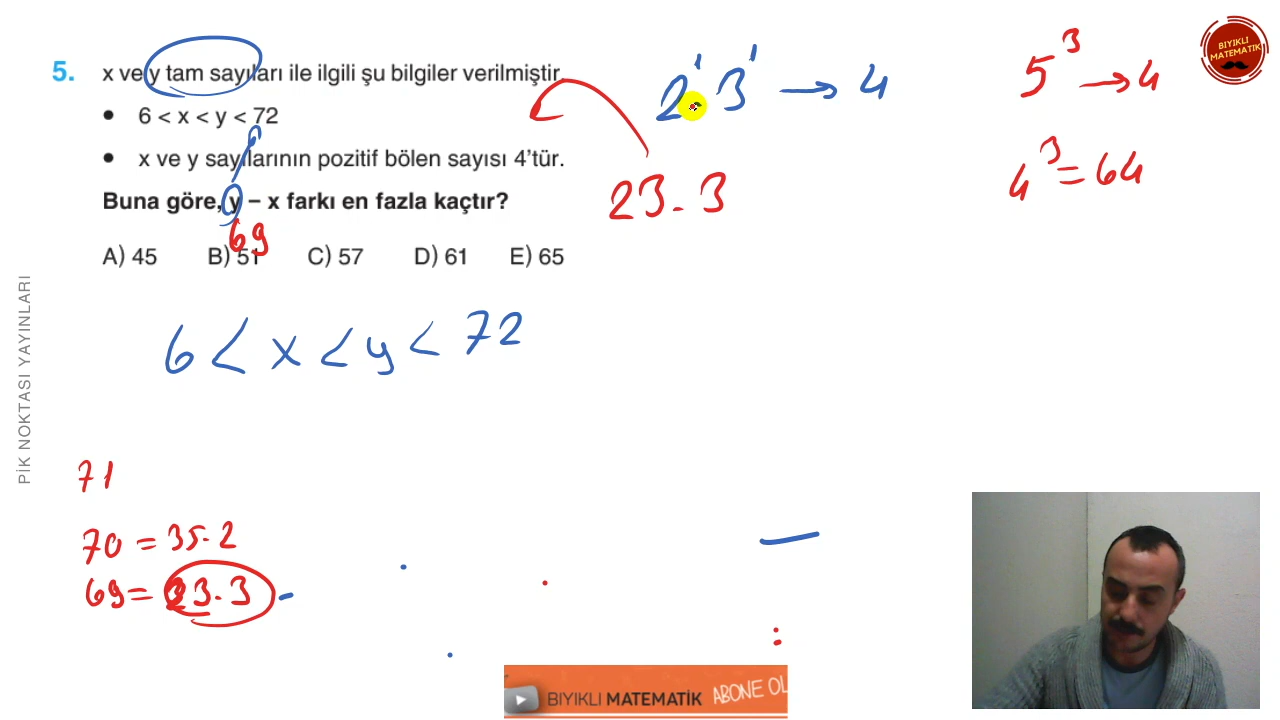 5. x ve y tam sayıları ile ilgili şu bilgiler verilmiştir.
• 6 < x < y < 72
• x ve y sayılarının pozitif bölen sayısı 4'tür.
Buna göre, y – x farkı en fazla kaçtır?
69
A) 45 B) 51 C) 57 D) 61 E) 65
2¹ 3¹ → 4
23.3
5³ → 4
4³ = 64
BIYIKLI
MATEMATİK
6 < x < y < 72
71
70 = 35.2
69 = 23.3
PİK NOKTASI YAYINLARI
BIYIKLI MATEMATİK ABONE OL